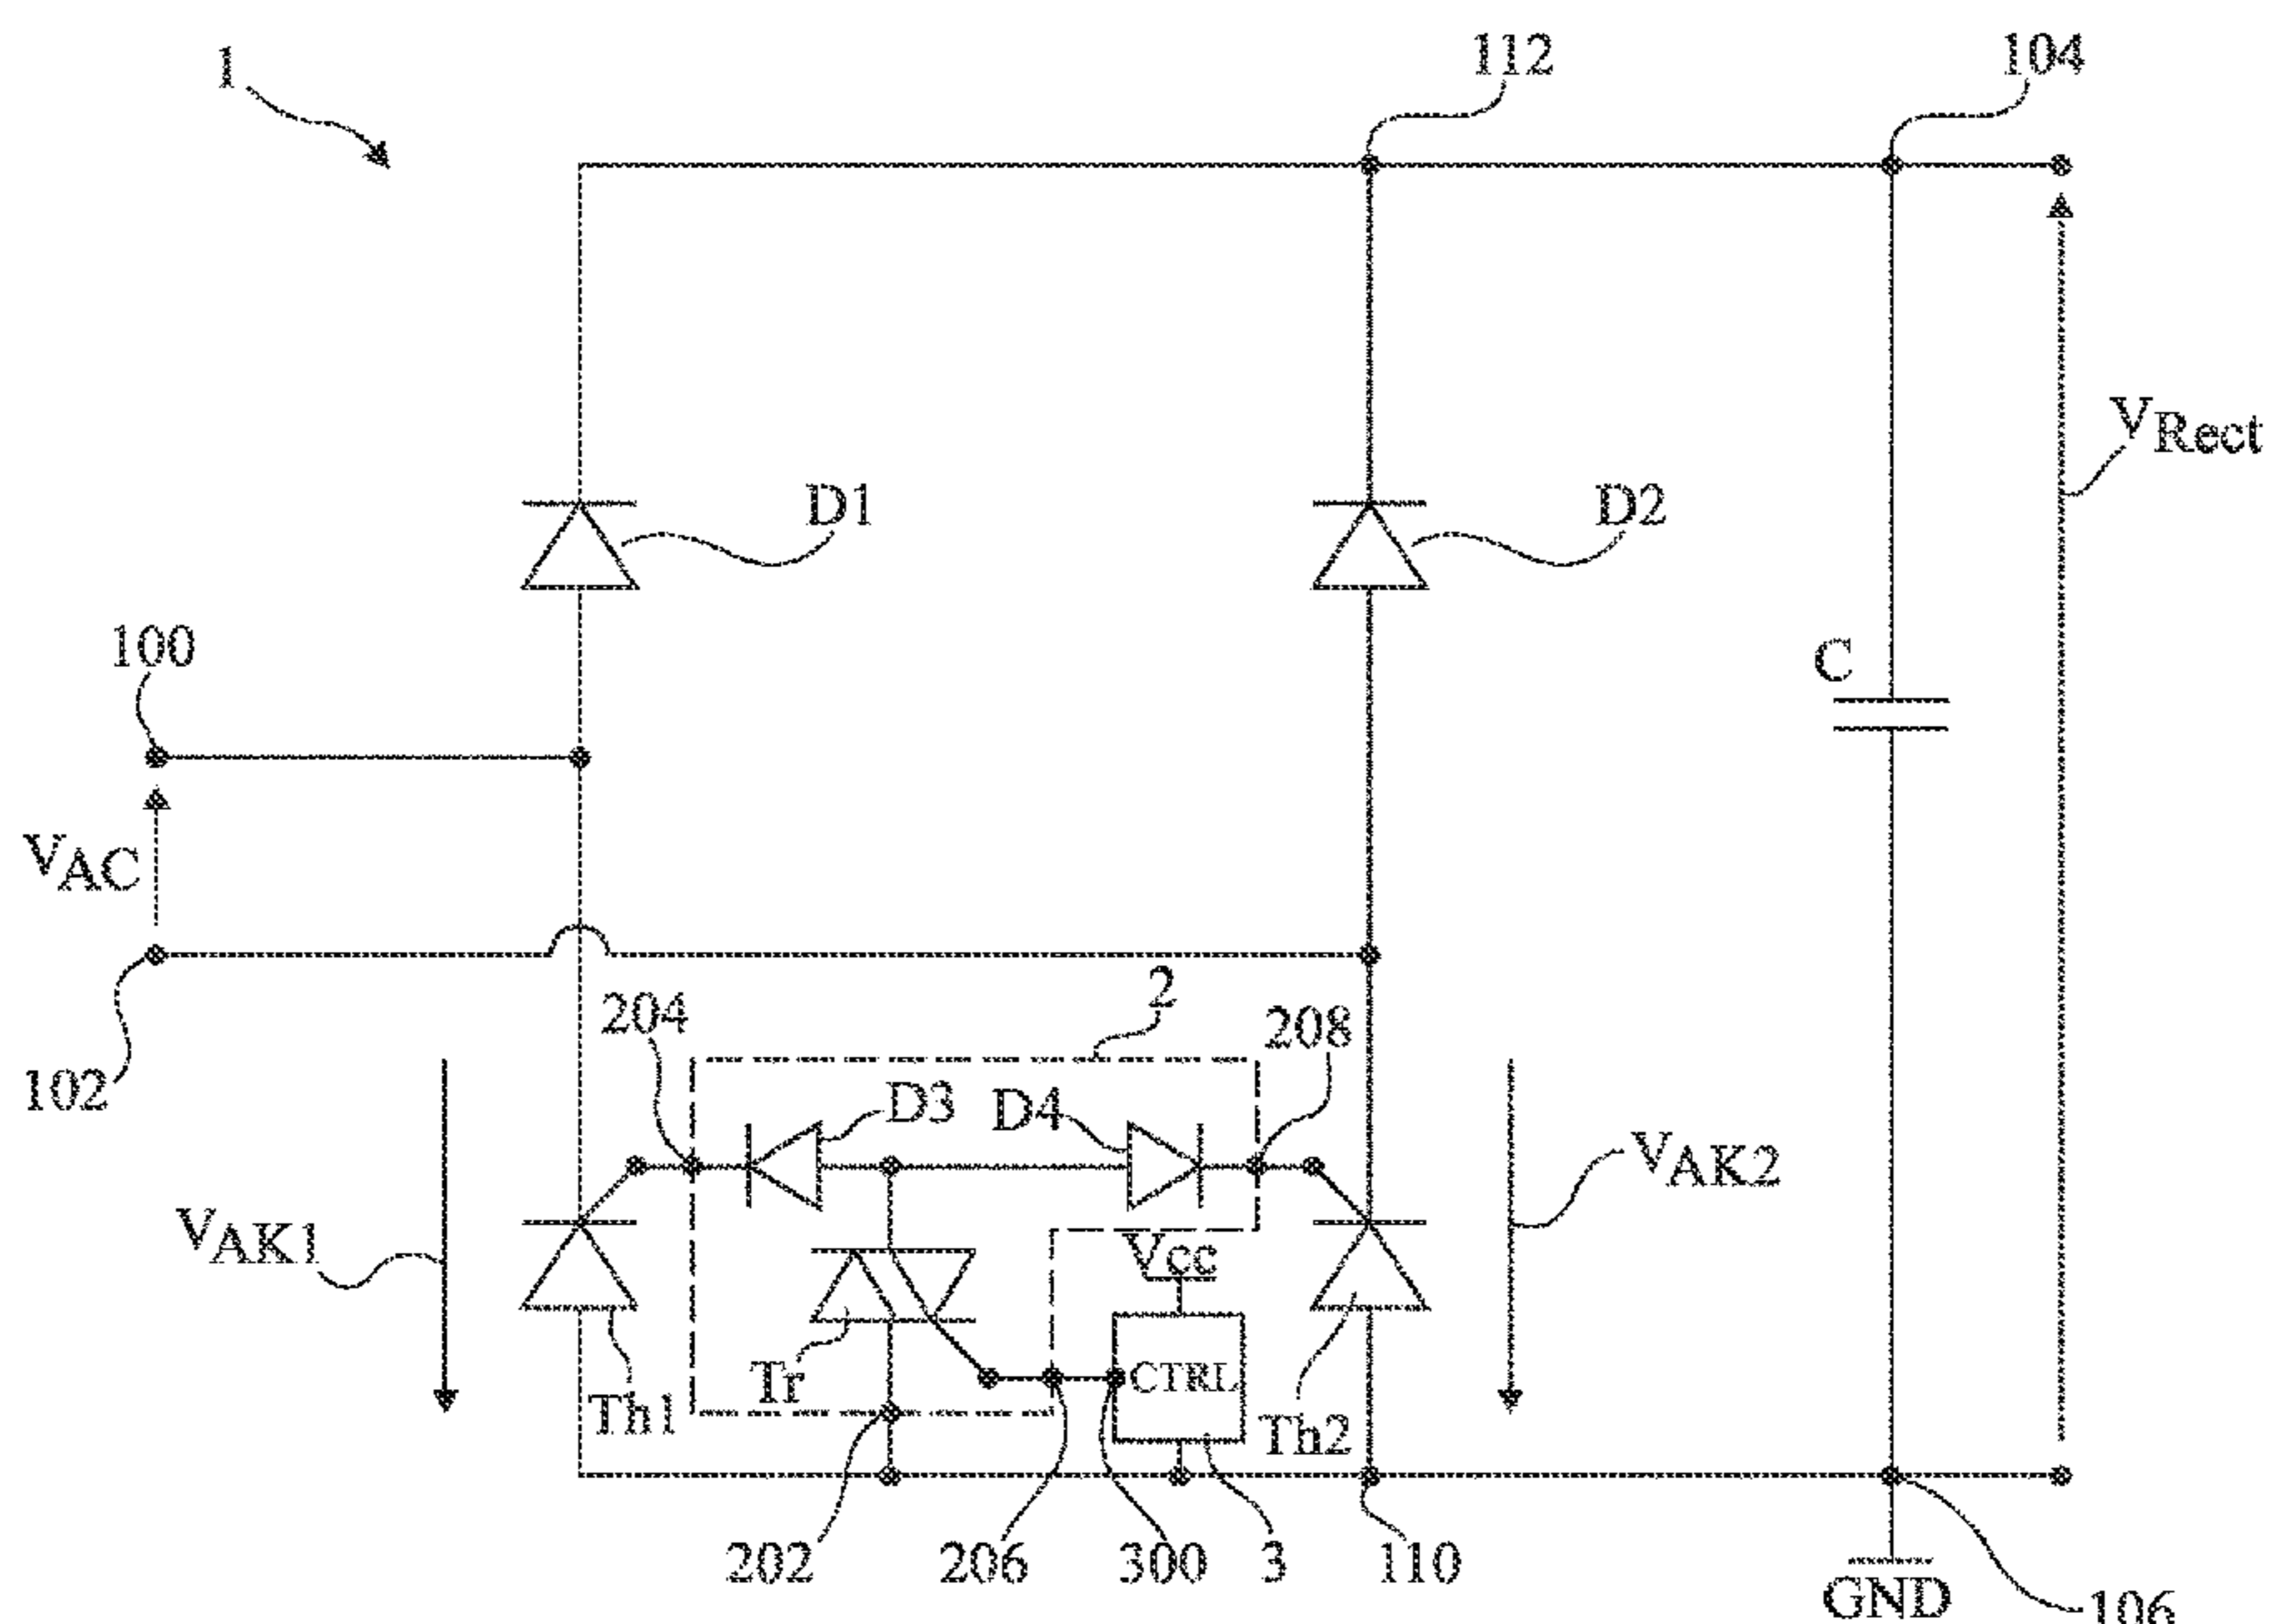 1
112
104
D1
D2
VRect
100
C
VAC
2
204
208
102
D3
D4
VAK2
VAK1
Vcc
Tr
CTRL
Th1
Th2
202
206
300
3
110
GND
106